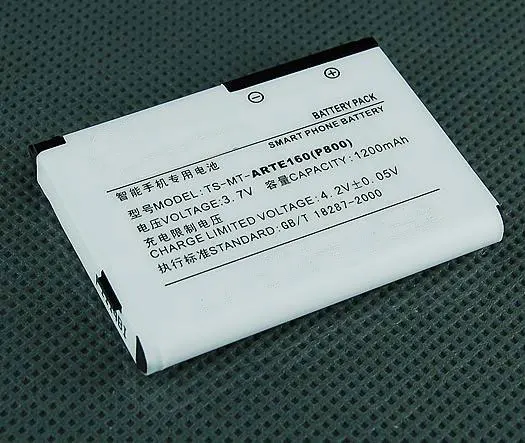 ⊖ ⊕
BATTERY PACK
SMART PHONE BATTERY
智能手机专用电池
型号MODEL: TS-MT-ARTE160(P800)
电压VOLTAGE: 3.7V 容量CAPACITY: 1200mAh
充电限制电压
CHARGE LIMITED VOLTAGE: 4.2V±0.05V
执行标准STANDARD: GB/T 18287-2000